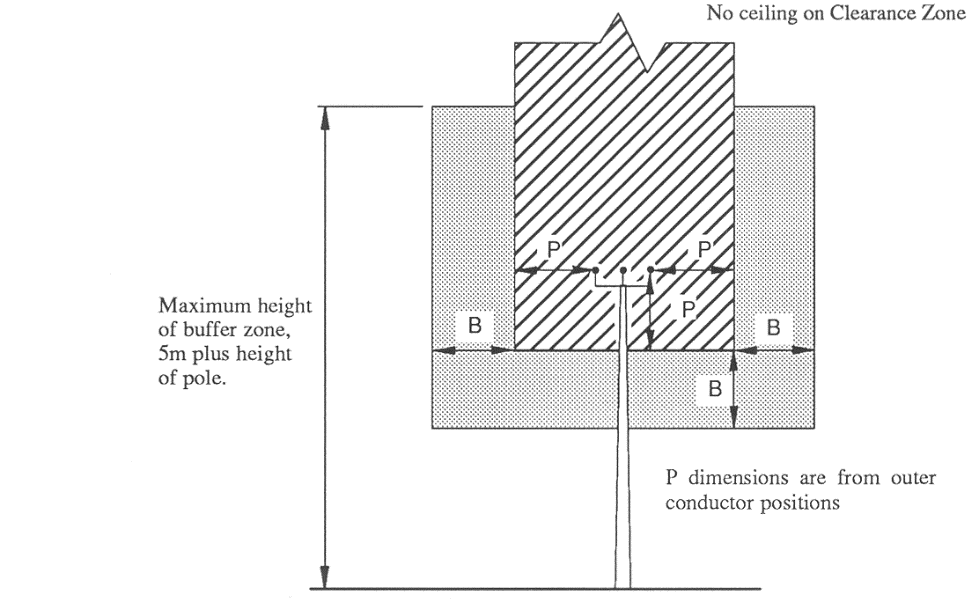 No ceiling on Clearance Zone
P
P
P
Maximum height
of buffer zone,
5m plus height
of pole.
B
B
B
P dimensions are from outer
conductor positions